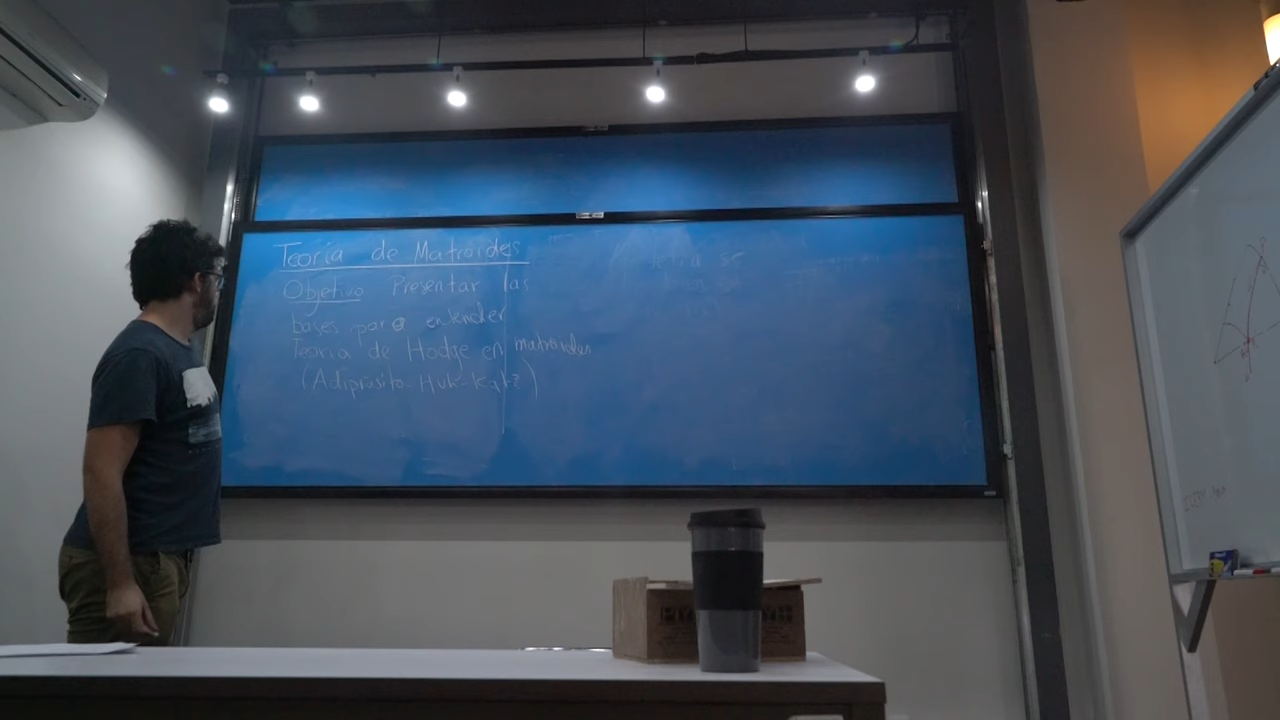 Teoría de Matroides
Objetivo Presentar las
bases para entender
Teoría de Hodge en matroides
(Adiprasito-Huh-Katz)